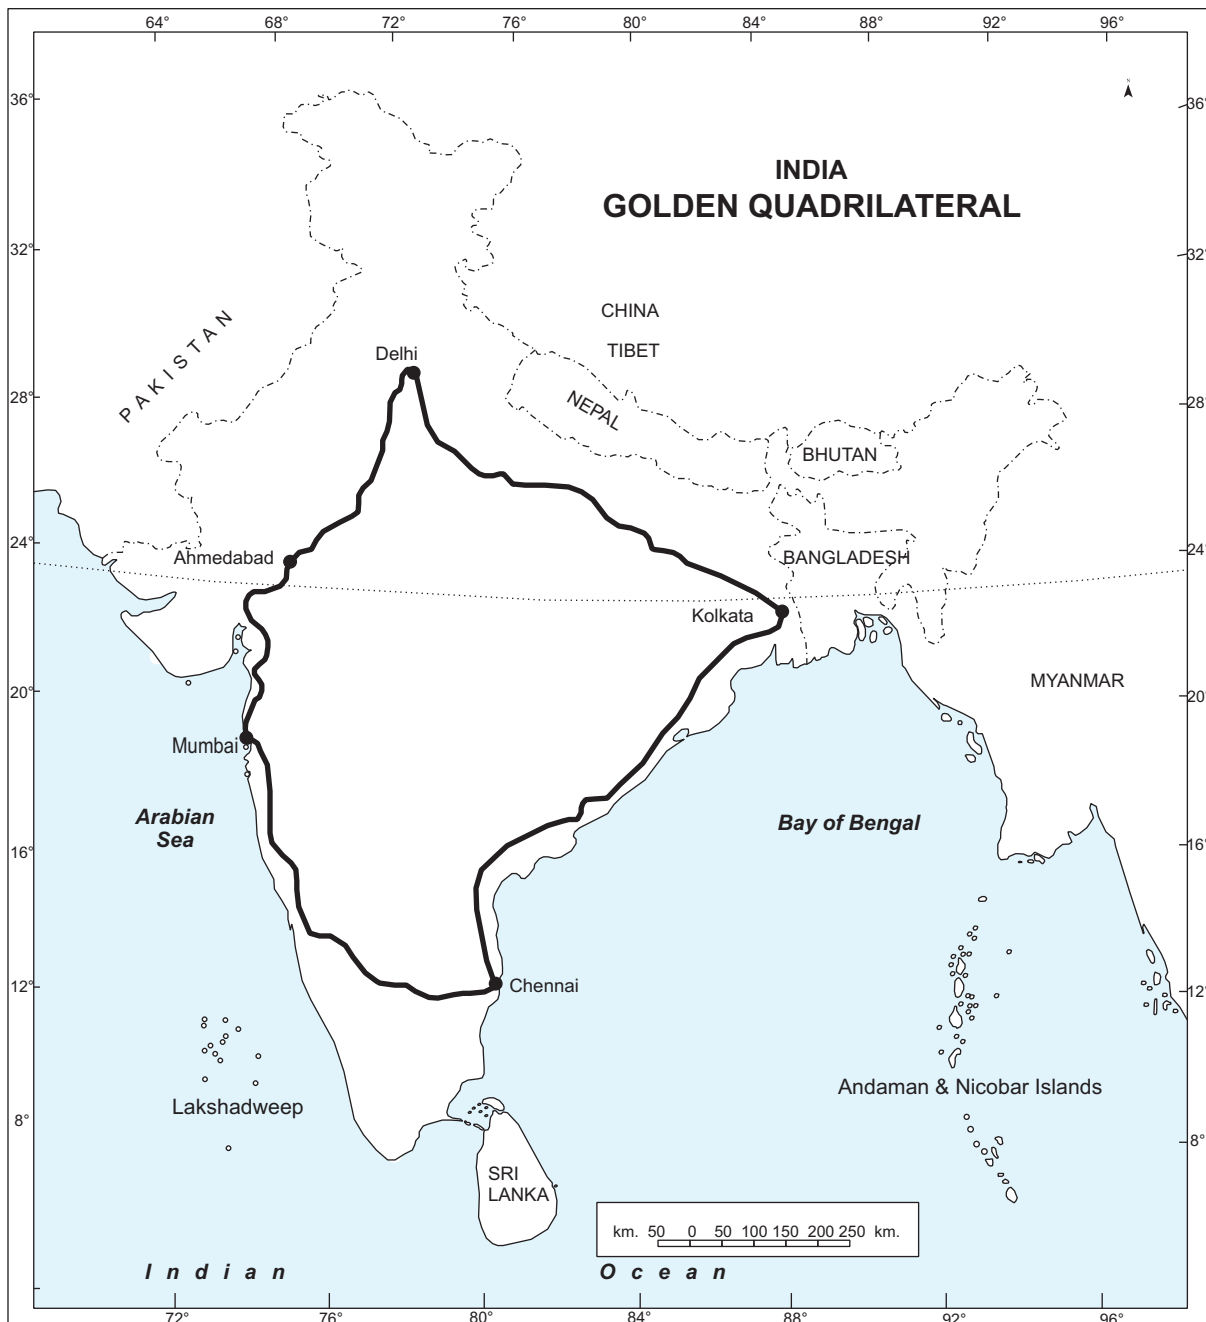 64° 68° 72° 76° 80° 88° 92° 96°
N
36° 36°
INDIA
GOLDEN QUADRILATERAL
32° 32°
CHINA
PAKISTAN
TIBET
Delhi
28° 28°
NEPAL
BHUTAN
24° 24°
Ahmedabad
BANGLADESH
Kolkata
MYANMAR
20° 20°
Mumbai
Arabian
Sea
Bay of Bengal
16° 16°
Chennai
12° 12°
Andaman & Nicobar Islands
Lakshadweep
8° 8°
SRI
LANKA
km. 50 0 50 100 150 200 250 km.
Indian Ocean
72° 76° 80° 84° 88° 92° 96°